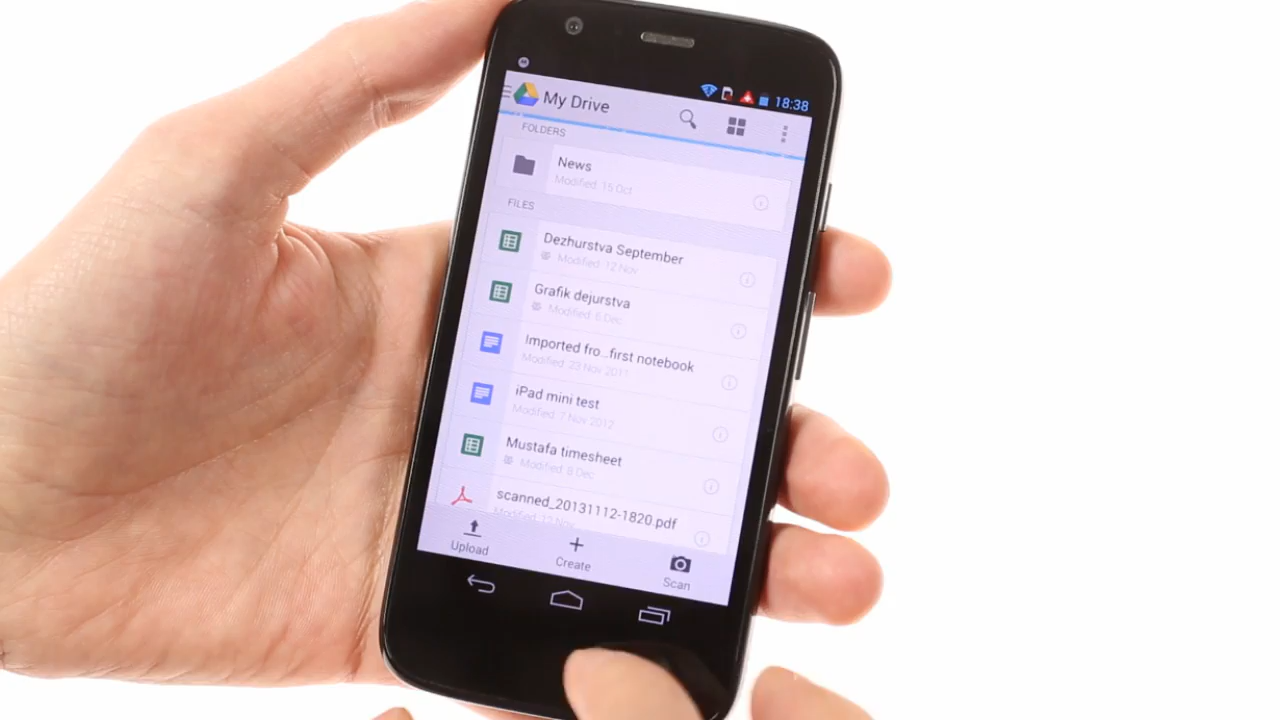 18:38
My Drive
FOLDERS
News
Modified: 15 Oct
FILES
Dezhurstva September
Modified: 12 Nov
Grafik dejurstva
Modified: 6 Dec
Imported fro...first notebook
Modified: 23 Nov 2011
iPad mini test
Modified: 7 Nov 2012
Mustafa timesheet
Modified: 8 Dec
scanned_20131112-1820.pdf
Modified: 12 Nov
Upload
Create
Scan